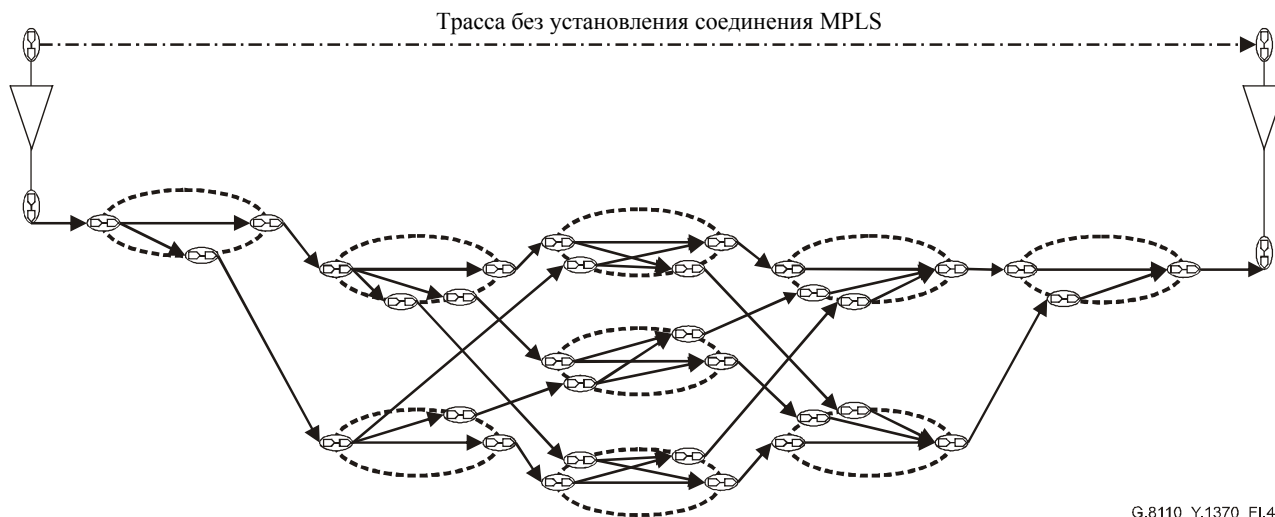 Трасса без установления соединения MPLS
G.8110_Y.1370_FI.4